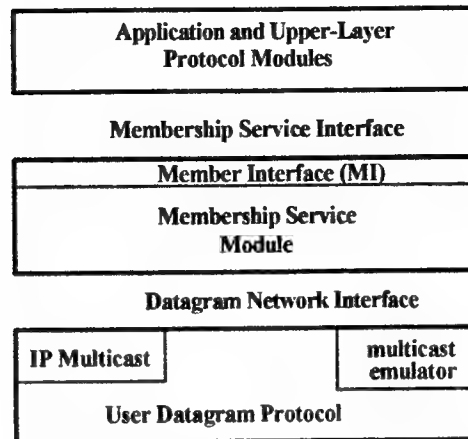 Application and Upper-Layer
Protocol Modules
Membership Service Interface
Member Interface (MI)
Membership Service
Module
Datagram Network Interface
IP Multicast
multicast
emulator
User Datagram Protocol